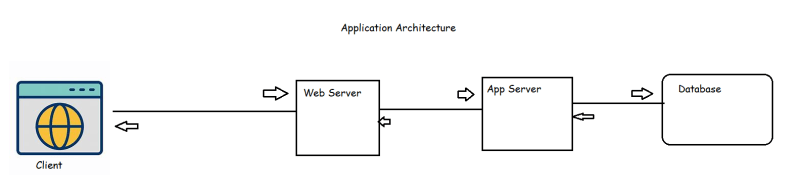 Application Architecture
Web Server
App Server
Database
Client